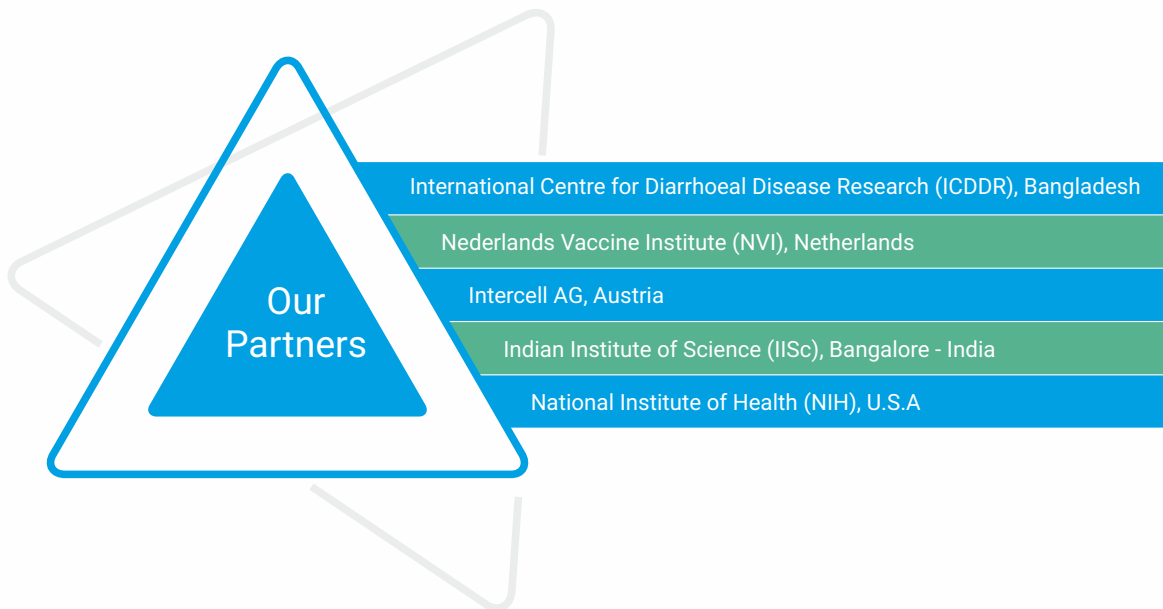 Our
Partners
International Centre for Diarrhoeal Disease Research (ICDDR), Bangladesh
Nederlands Vaccine Institute (NVI), Netherlands
Intercell AG, Austria
Indian Institute of Science (IISc), Bangalore - India
National Institute of Health (NIH), U.S.A